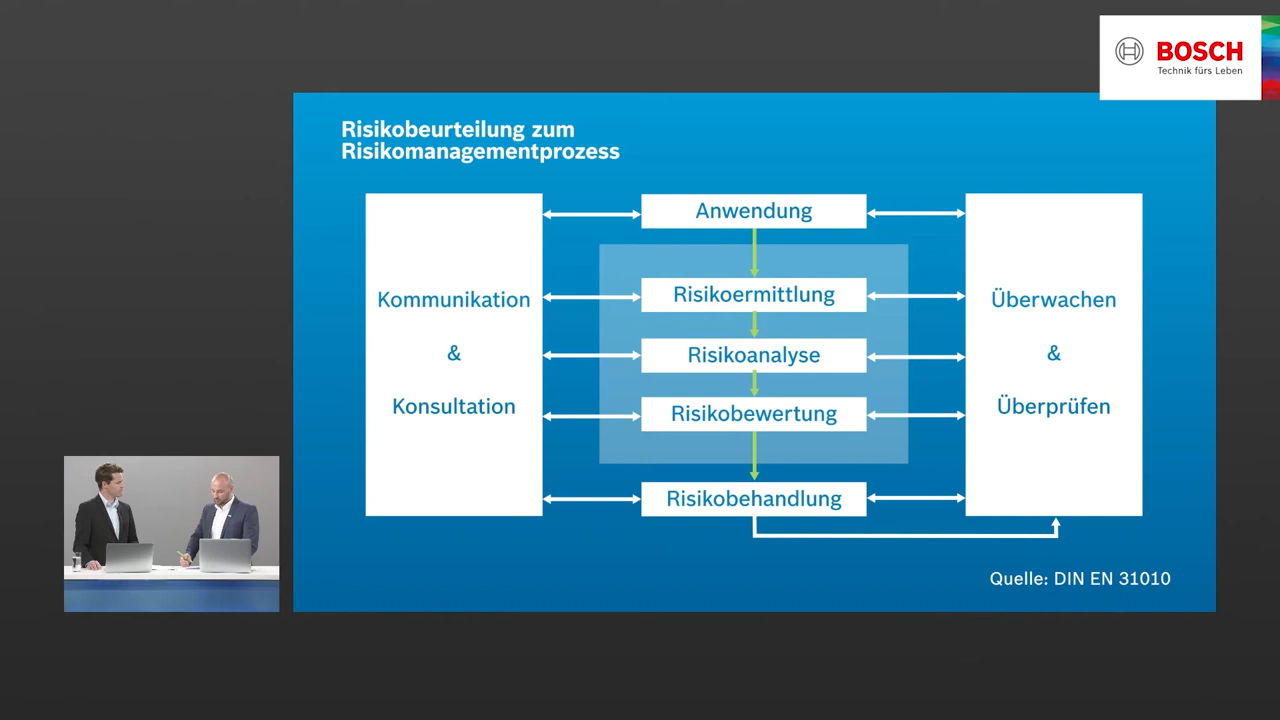 BOSCH
Technik fürs Leben
Risikobeurteilung zum
Risikomanagementprozess
Kommunikation
&
Konsultation
Anwendung
Risikoermittlung
Risikoanalyse
Risikobewertung
Risikobehandlung
Überwachen
&
Überprüfen
Quelle: DIN EN 31010